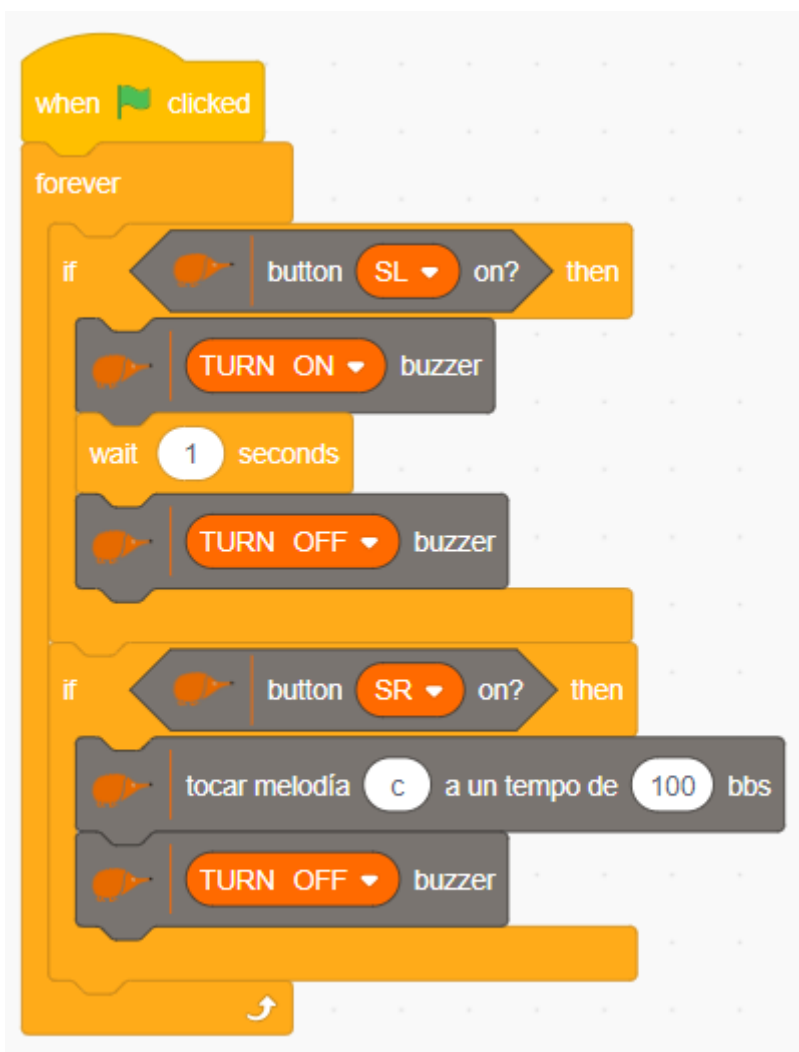 when clicked
forever
if button SL on? then
TURN ON buzzer
wait 1 seconds
TURN OFF buzzer
if button SR on? then
tocar melodía c a un tempo de 100 bbs
TURN OFF buzzer